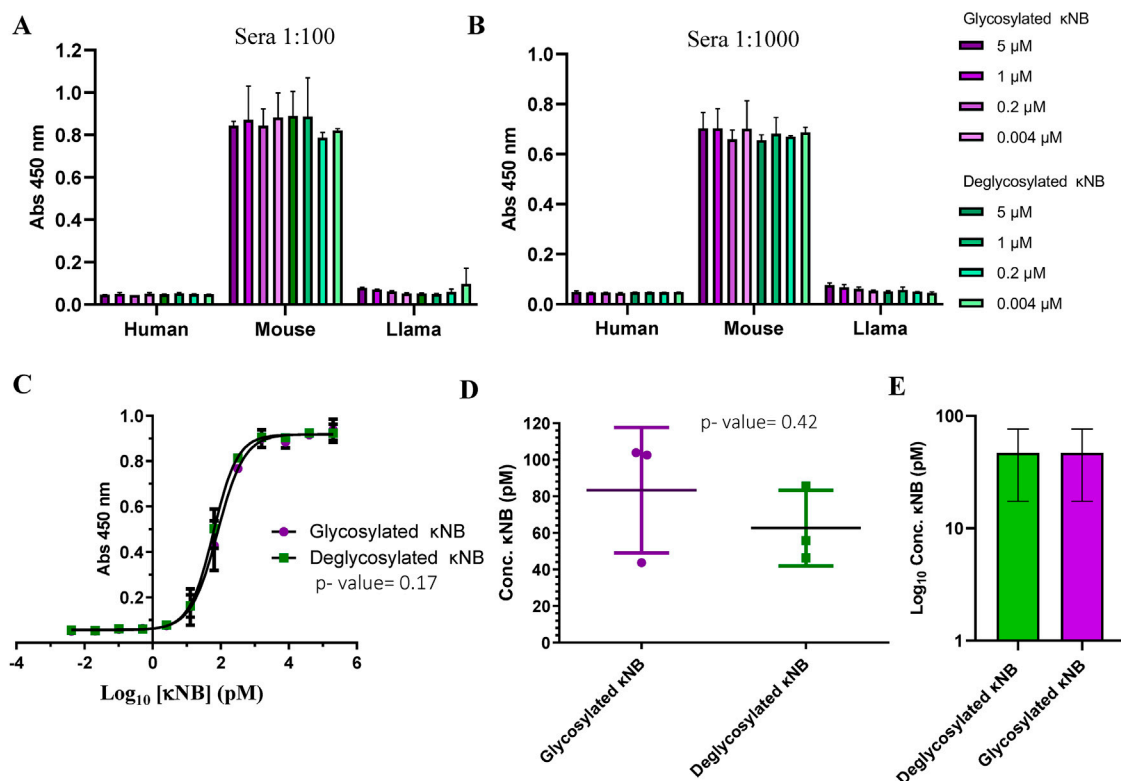 A
Sera 1:100
Abs 450 nm
1.2
1.0
0.8
0.6
0.4
0.2
0.0
Human Mouse Llama
B
Sera 1:1000
Abs 450 nm
1.0
0.8
0.6
0.4
0.2
0.0
Human Mouse Llama
Glycosylated κNB
5 µM
1 µM
0.2 µM
0.004 µM
Deglycosylated κNB
5 µM
1 µM
0.2 µM
0.004 µM
C
Abs 450 nm
1.0
0.8
0.6
0.4
0.2
-4 -2 0 2 4 6
Log10 [κNB] (pM)
Glycosylated κNB
Deglycosylated κNB
p- value= 0.17
D
p- value= 0.42
Conc. κNB (pM)
120
100
80
60
40
20
0
Glycosylated κNB
Deglycosylated κNB
E
Log10 Conc. κNB (pM)
100
10
1
Deglycosylated κNB
Glycosylated κNB